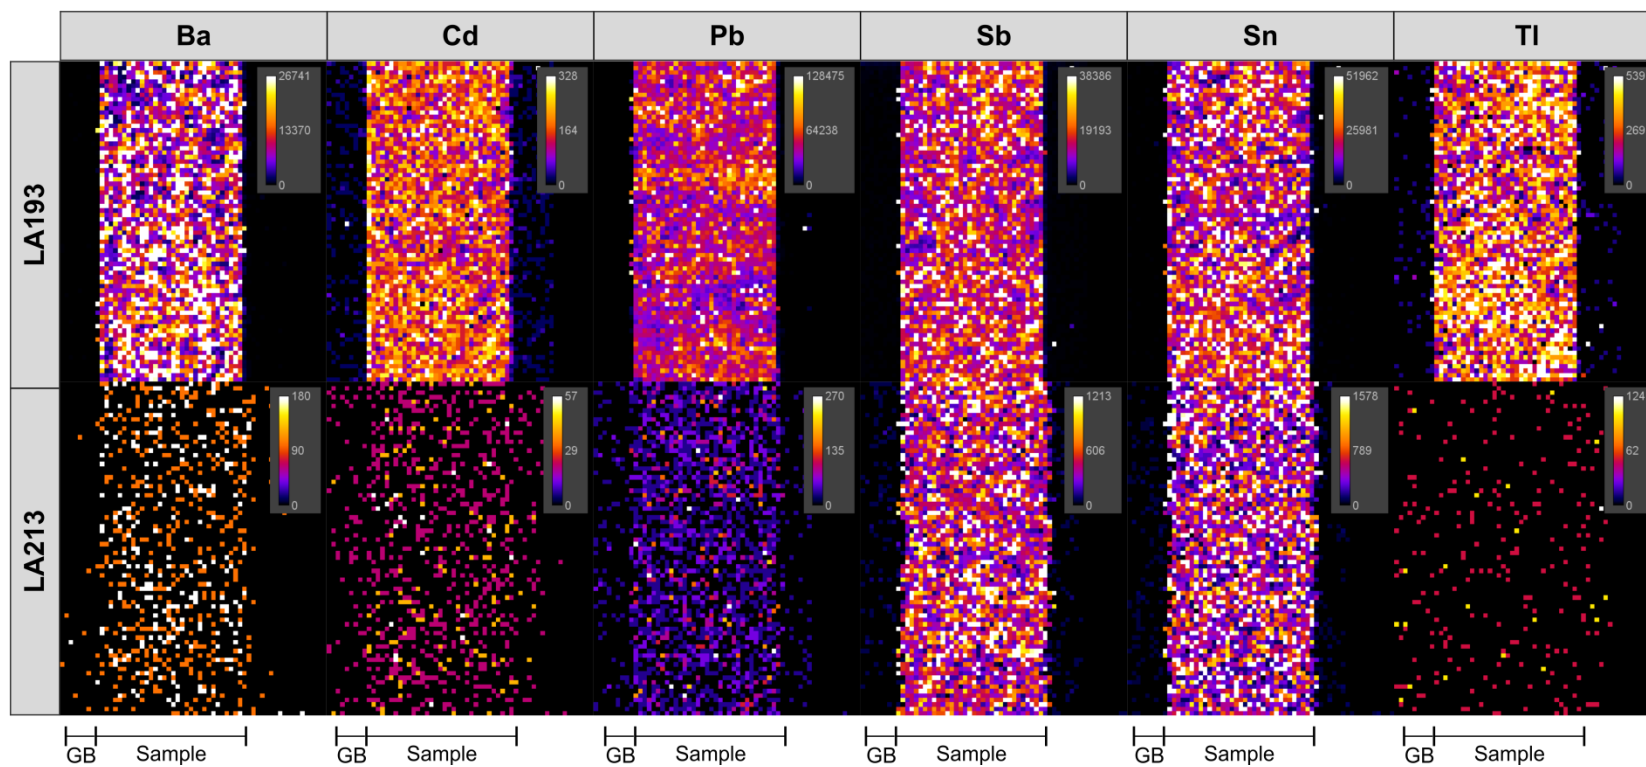 Ba Cd Pb Sb Sn Tl
LA193
26741 328 128475 38386 51962 539
13370 164 64238 19193 25981 269
0 0 0 0 0 0
LA213
180 57 270 1213 1578 124
90 29 135 606 789 62
0 0 0 0 0 0
GB Sample GB Sample GB Sample GB Sample GB Sample GB Sample